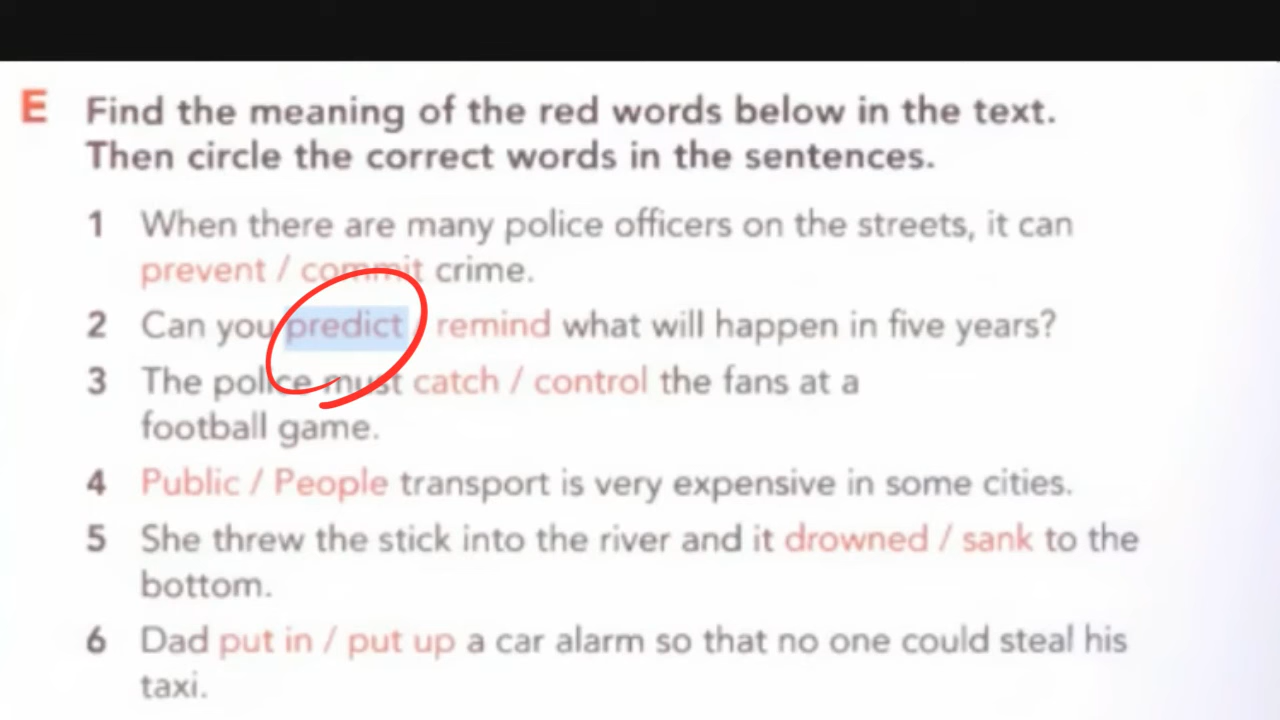 E Find the meaning of the red words below in the text.
Then circle the correct words in the sentences.
1 When there are many police officers on the streets, it can
prevent / commit crime.
2 Can you predict / remind what will happen in five years?
3 The police must catch / control the fans at a
football game.
4 Public / People transport is very expensive in some cities.
5 She threw the stick into the river and it drowned / sank to the
bottom.
6 Dad put in / put up a car alarm so that no one could steal his
taxi.